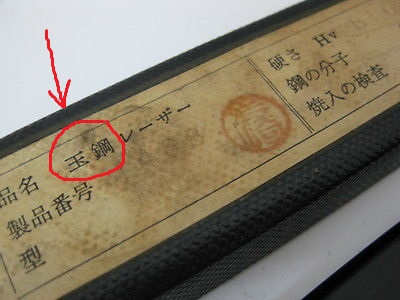 品名 玉鋼レーザー
製品番号
型
硬さ Hv
鋼の分子
焼入の検査